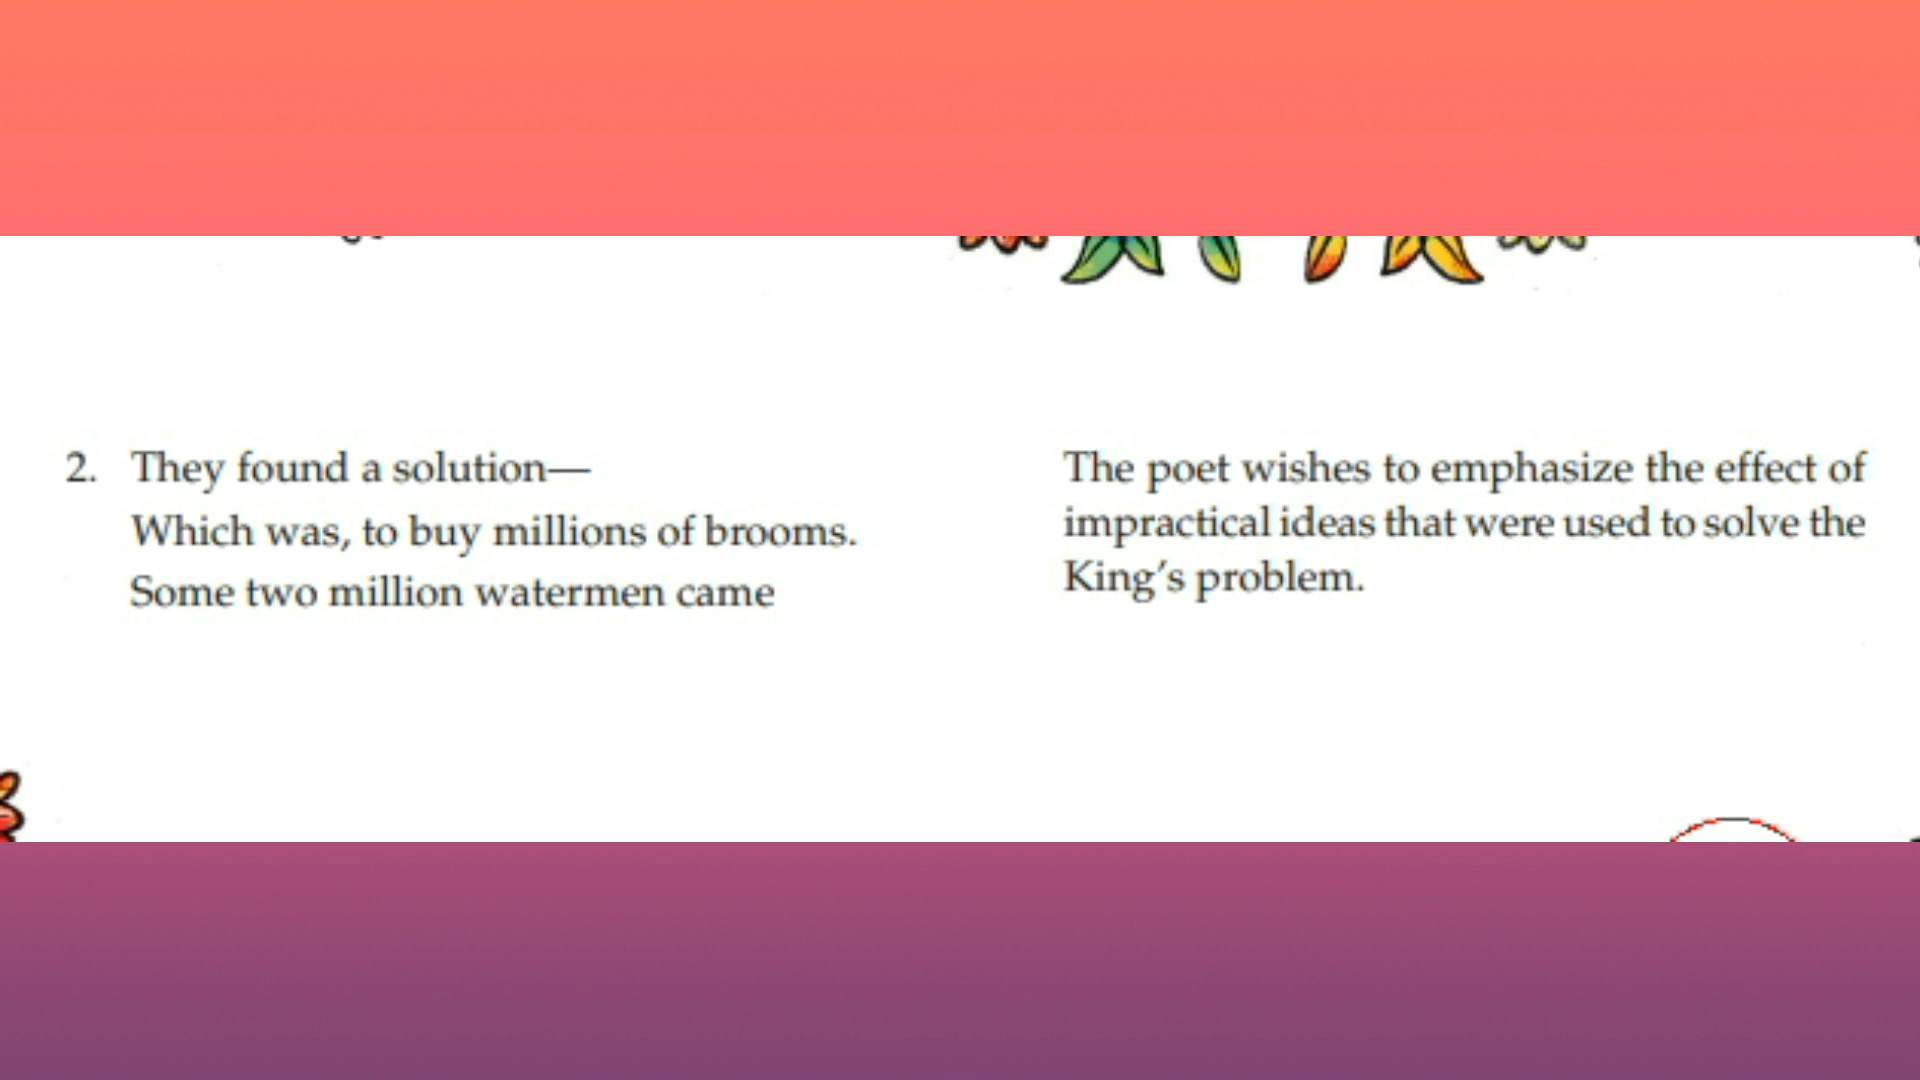 2. They found a solution—
Which was, to buy millions of brooms.
Some two million watermen came
The poet wishes to emphasize the effect of
impractical ideas that were used to solve the
King's problem.